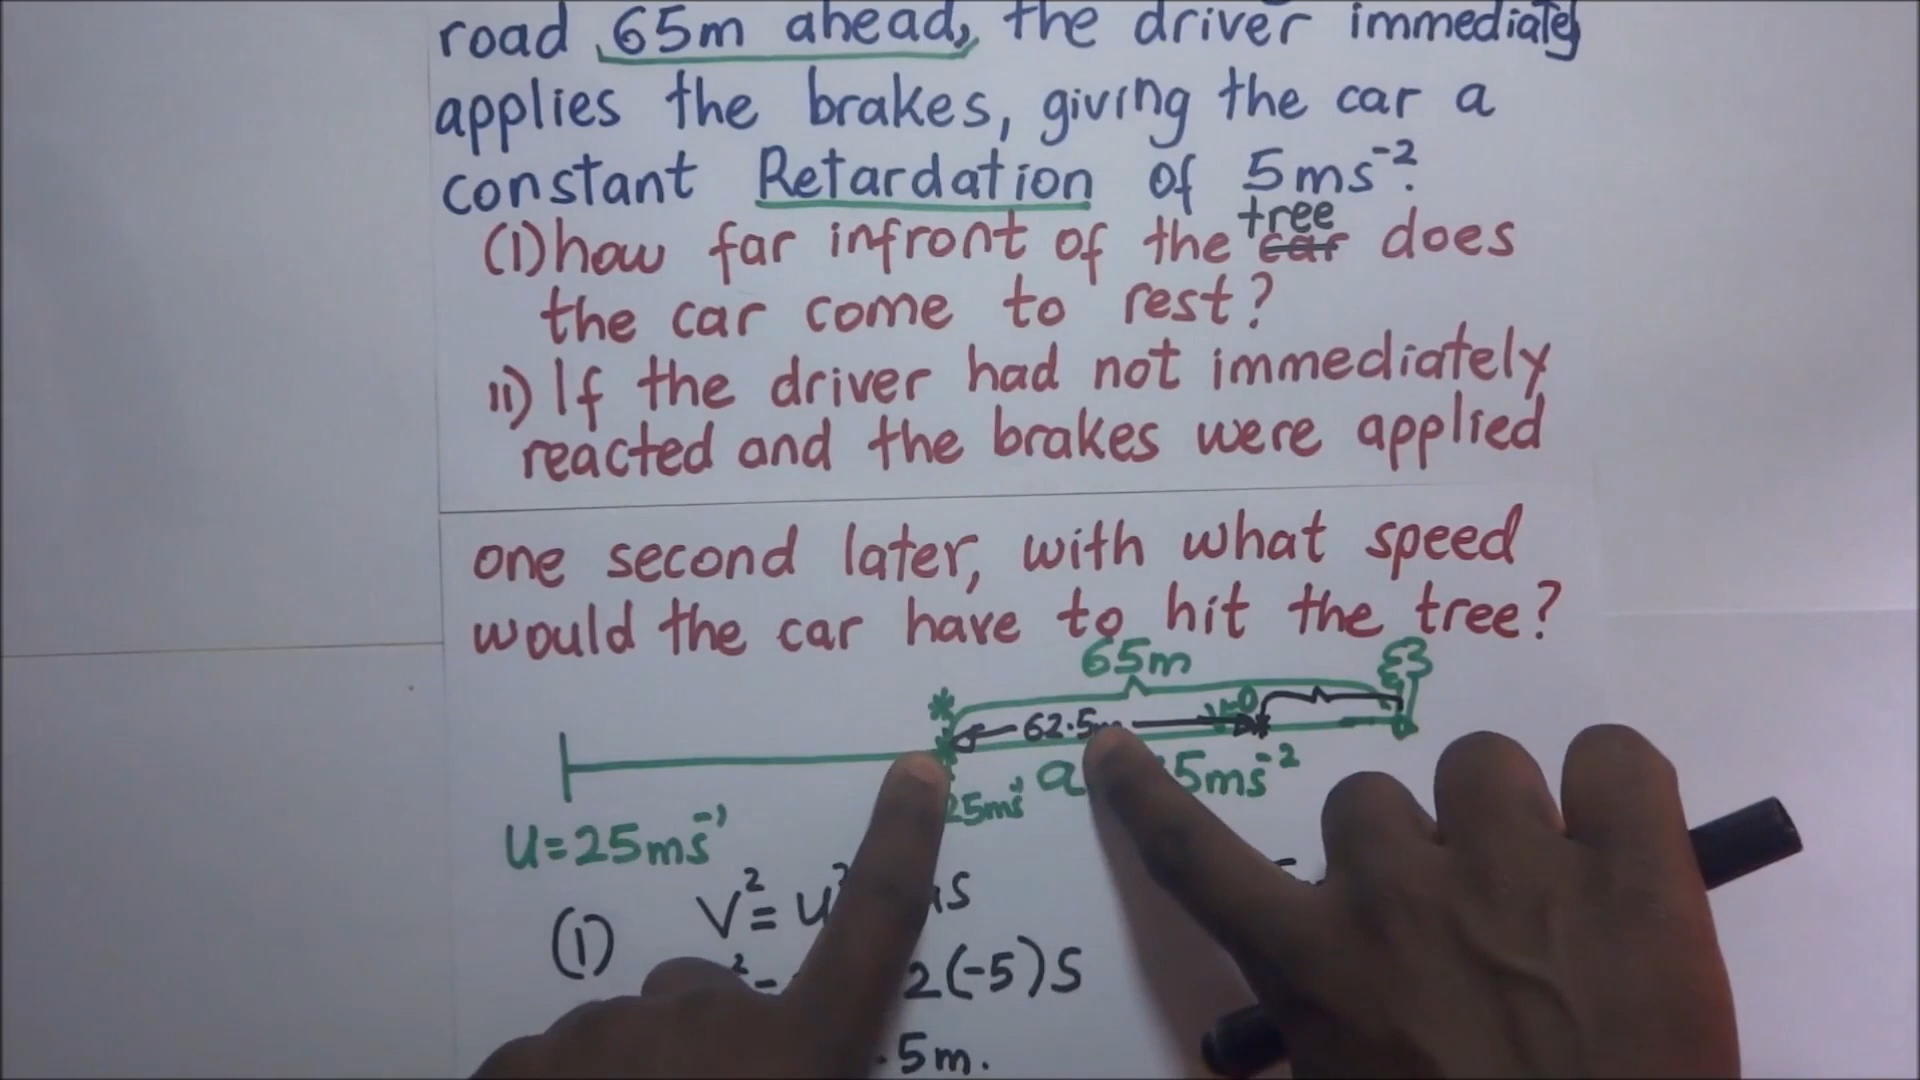 road 65m ahead, the driver immediately
applies the brakes, giving the car a
constant Retardation of 5ms⁻².
tree
(1) how far infront of the car does
the car come to rest?
11) If the driver had not immediately
reacted and the brakes were applied
one second later, with what speed
would the car have to hit the tree?
65m
62.5m
25ms⁻¹
a 5ms⁻²
U=25ms⁻¹
(1) V²= U² S
2(-5)S
.5m.